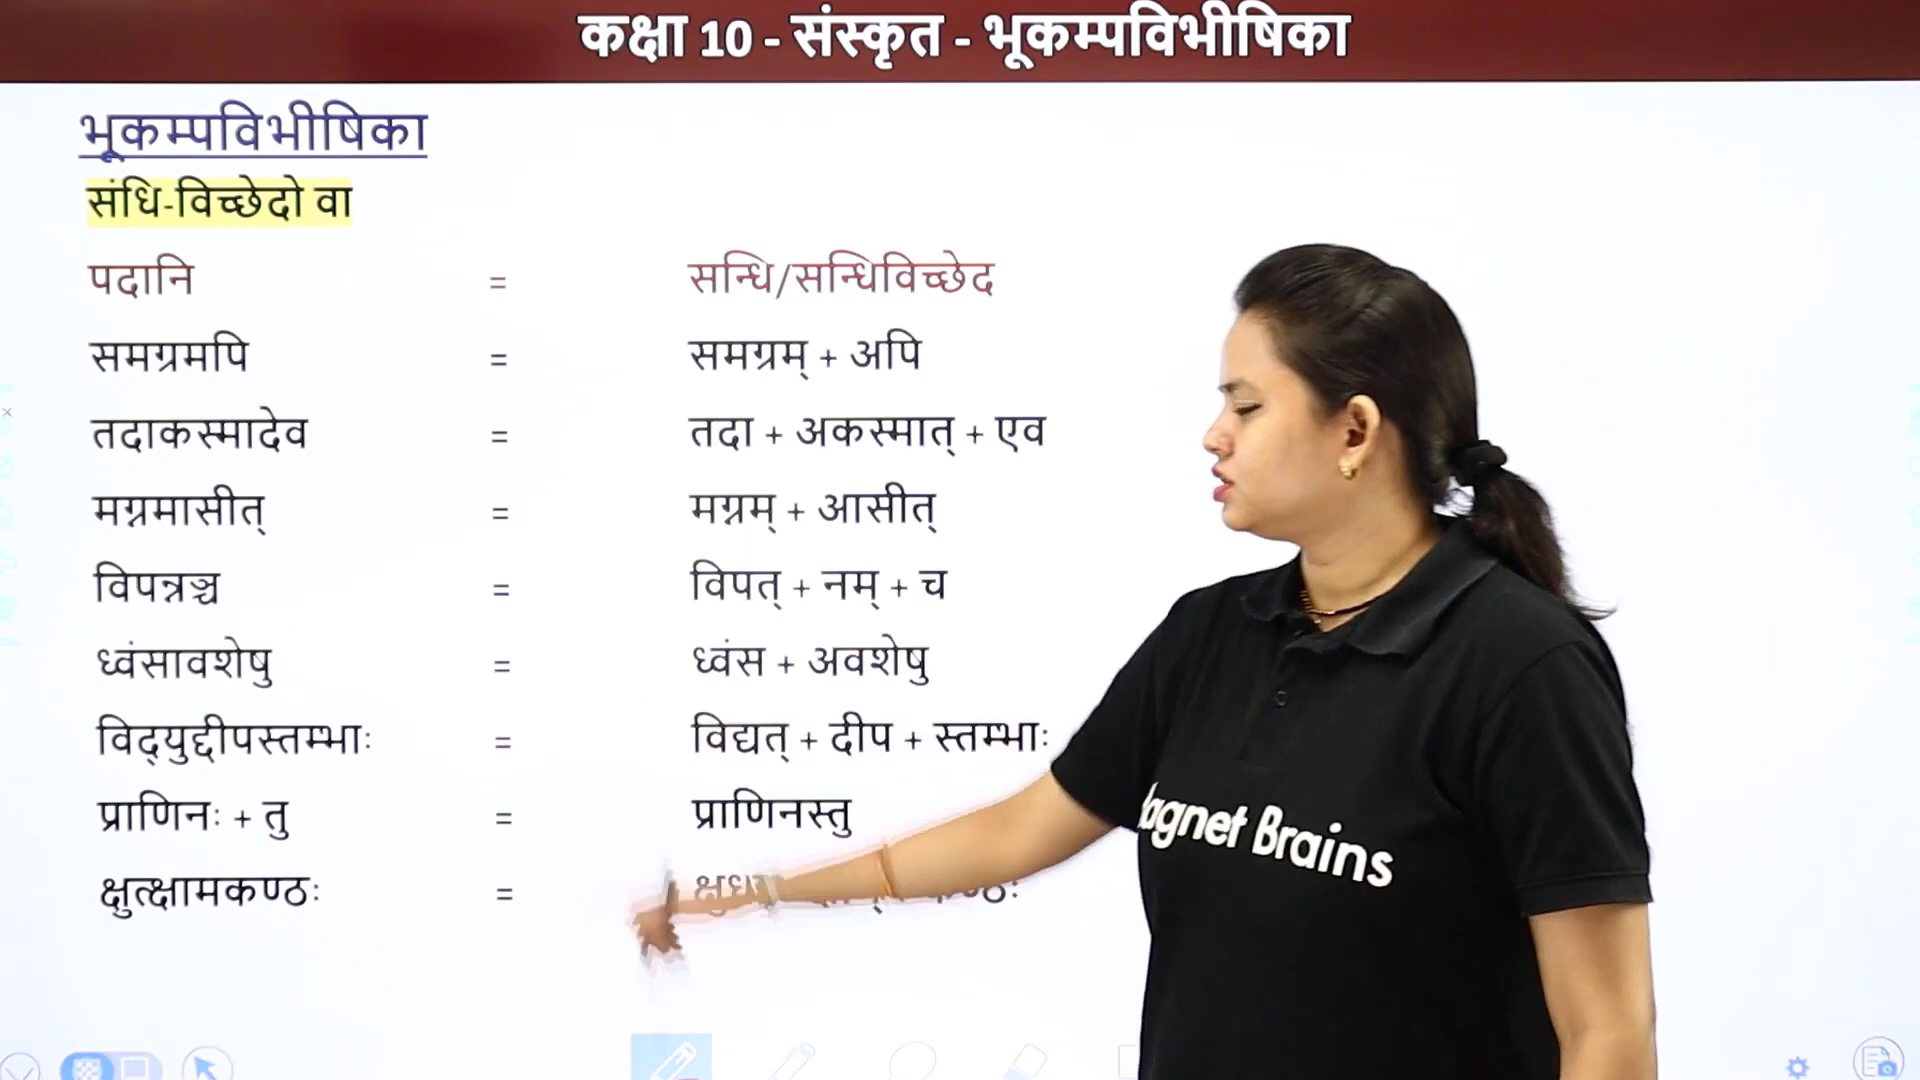 कक्षा 10 - संस्कृत - भूकम्पविभीषिका
भूकम्पविभीषिका
संधि-विच्छेदो वा
पदानि = सन्धि/सन्धिविच्छेद
समग्रमपि = समग्रम् + अपि
तदाकस्मादेव = तदा + अकस्मात् + एव
मग्नमासीत् = मग्नम् + आसीत्
विपन्नञ्च = विपत् + नम् + च
ध्वंसावशेषु = ध्वंस + अवशेषु
विद्‌युद्दीपस्तम्भाः = विद्यत् + दीप + स्तम्भाः
प्राणिनः + तु = प्राणिनस्तु
क्षुत्क्षामकण्ठः =
agnet Brains